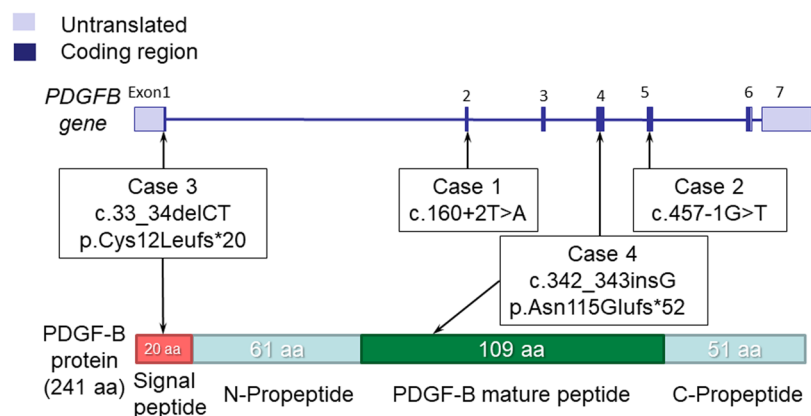 Untranslated
Coding region
PDGFB
gene
Exon1
2
3
4
5
6
7
Case 3
c.33_34delCT
p.Cys12Leufs*20
Case 1
c.160+2T>A
Case 2
c.457-1G>T
Case 4
c.342_343insG
p.Asn115Glufs*52
PDGF-B
protein
(241 aa)
20 aa
61 aa
109 aa
51 aa
Signal
peptide
N-Propeptide
PDGF-B mature peptide
C-Propeptide